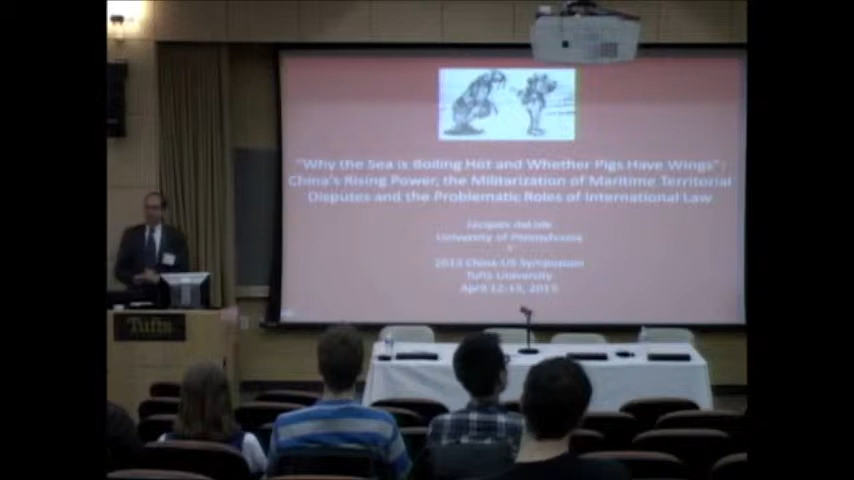 "Why the Sea is Boiling Hot and Whether Pigs Have Wings":
China's Rising Power, the Militarization of Maritime Territorial
Disputes and the Problematic Roles of International Law
Jacques deLisle
University of Pennsylvania
2013 China-US Symposium
Tufts University
April 12-13, 2013
Tufts